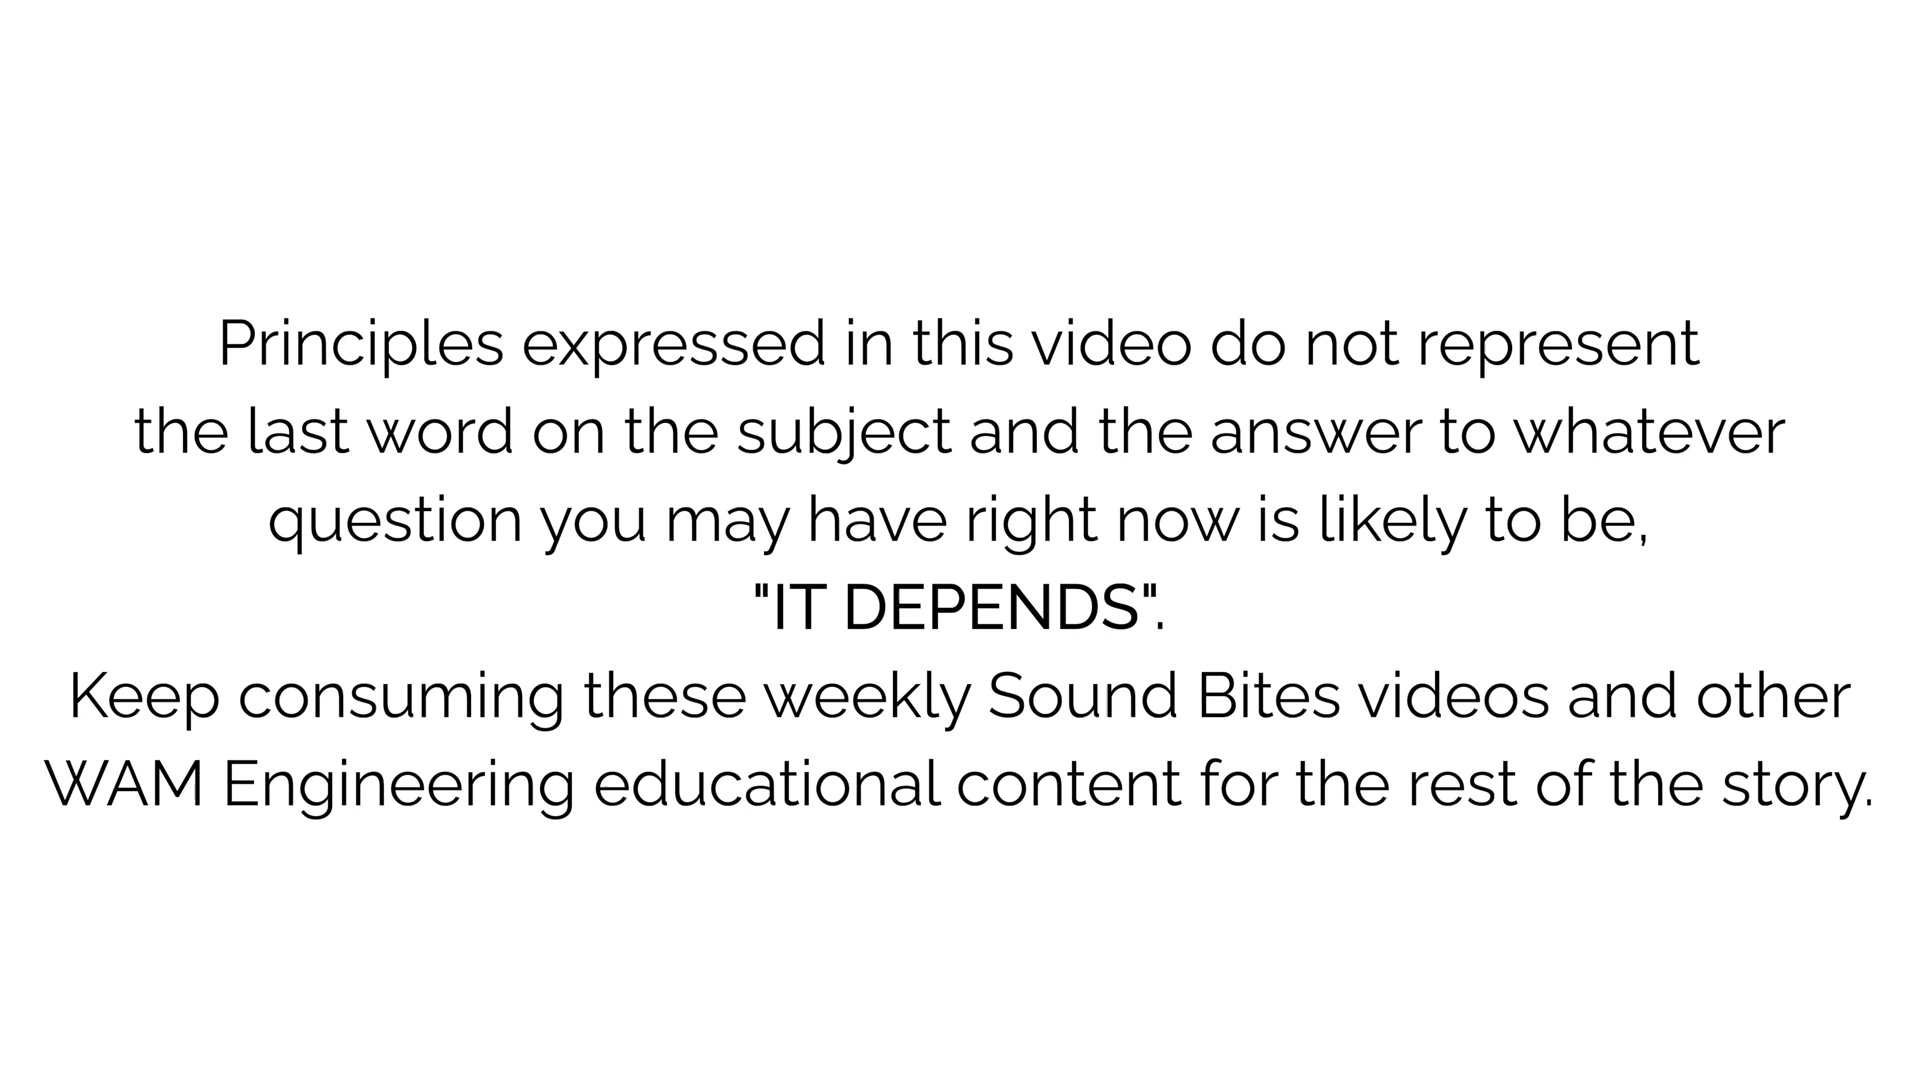 Principles expressed in this video do not represent
the last word on the subject and the answer to whatever
question you may have right now is likely to be,
"IT DEPENDS".
Keep consuming these weekly Sound Bites videos and other
WAM Engineering educational content for the rest of the story.